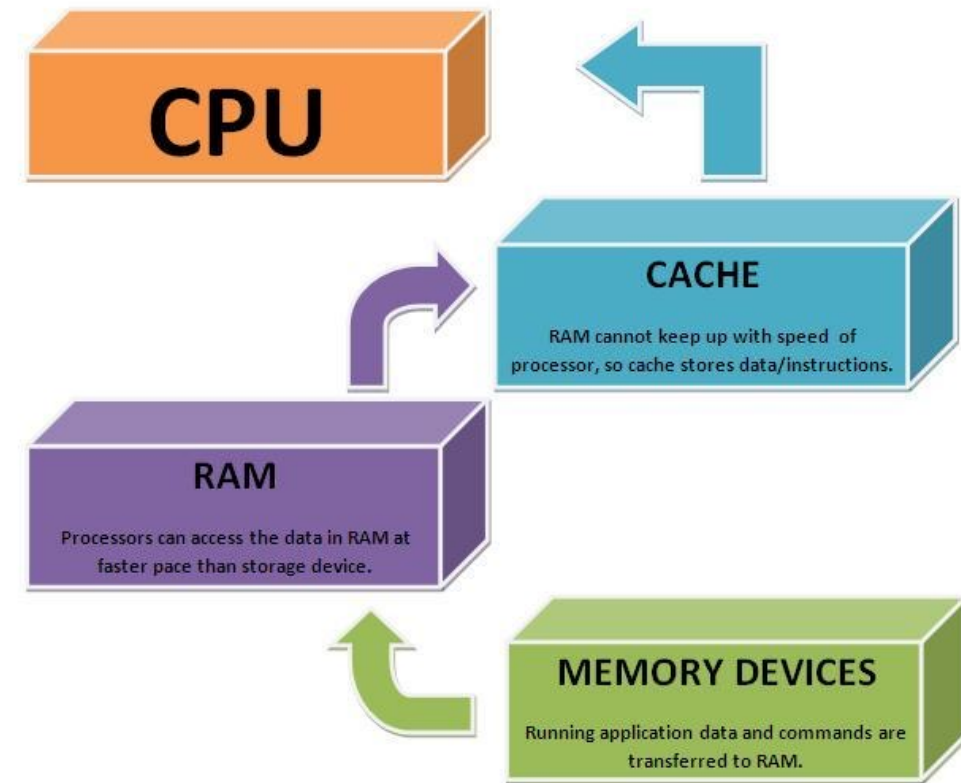 CPU
CACHE
RAM cannot keep up with speed of
processor, so cache stores data/instructions.
RAM
Processors can access the data in RAM at
faster pace than storage device.
MEMORY DEVICES
Running application data and commands are
transferred to RAM.